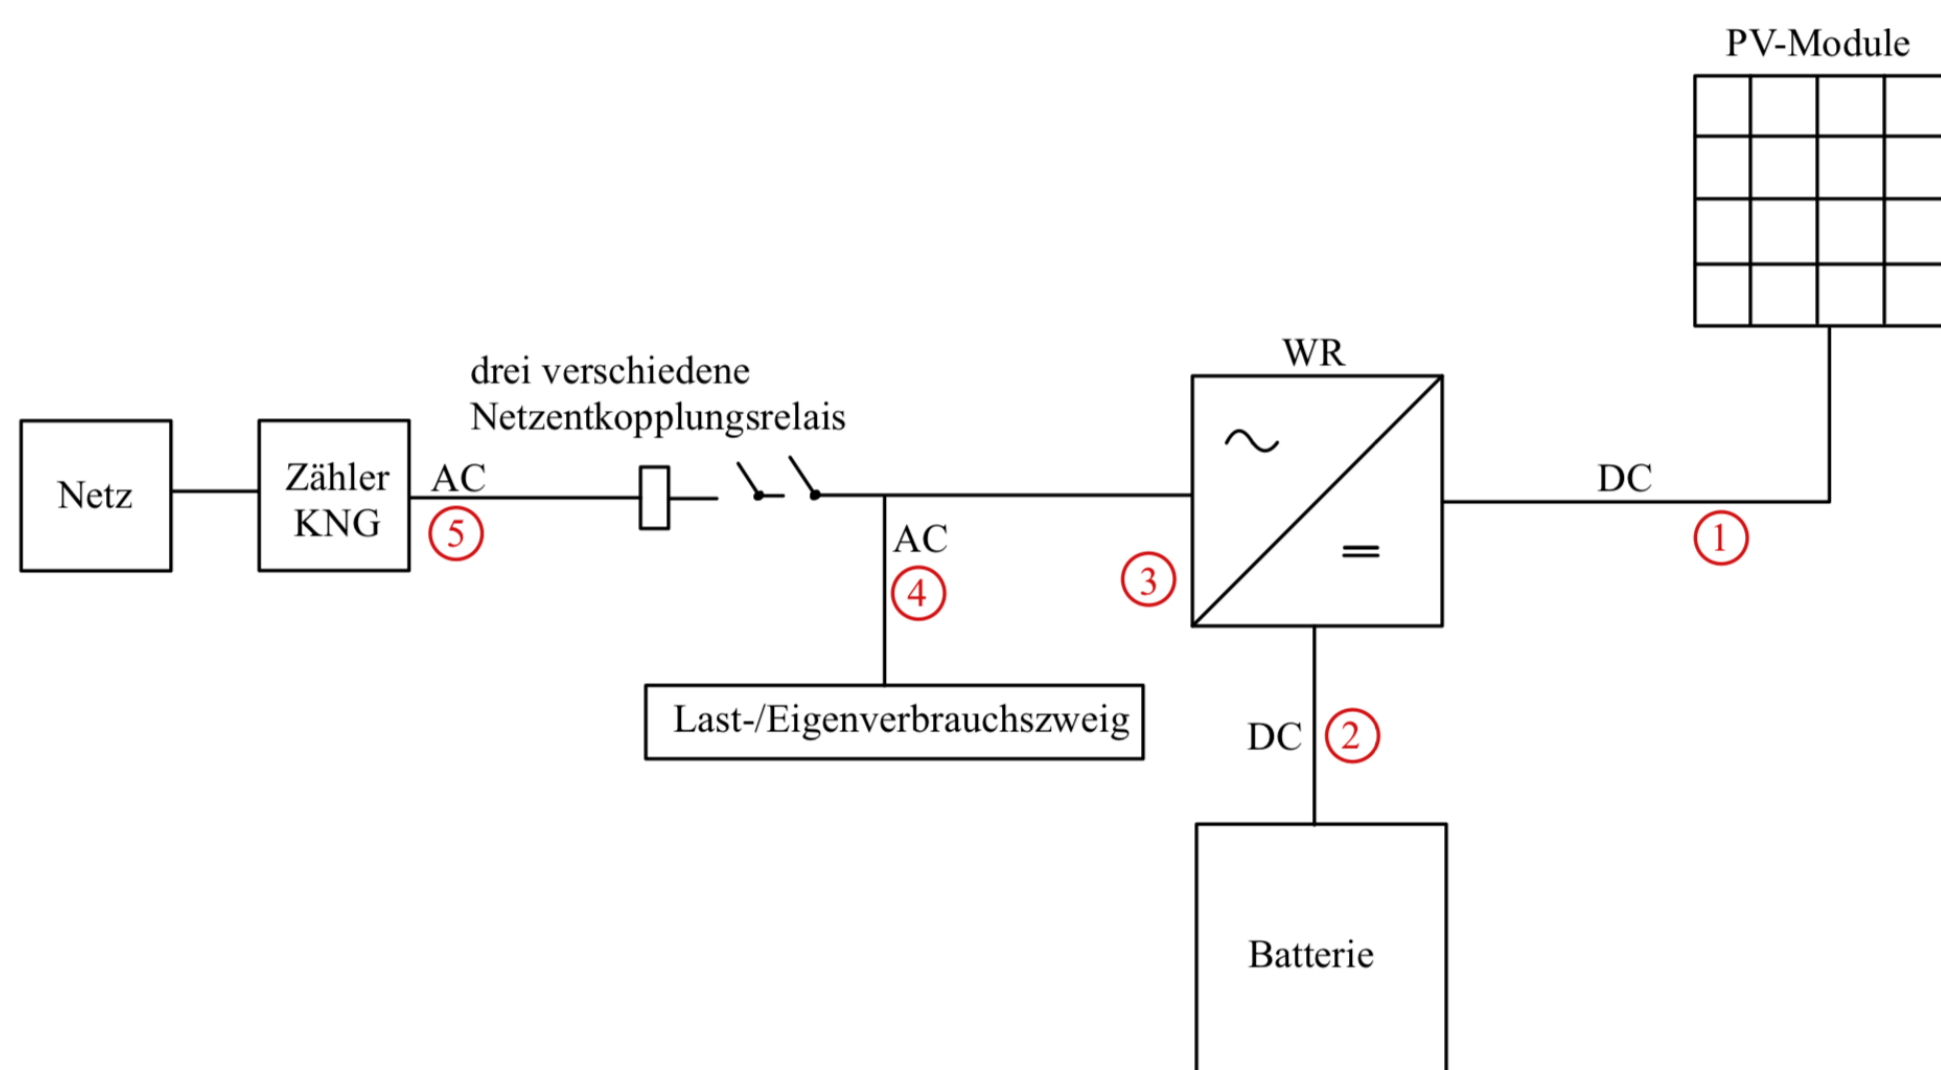 PV-Module
WR
drei verschiedene
Netzentkopplungsrelais
Netz
Zähler
KNG
AC
5
AC
4
3
DC
1
Last-/Eigenverbrauchszweig
DC
2
Batterie